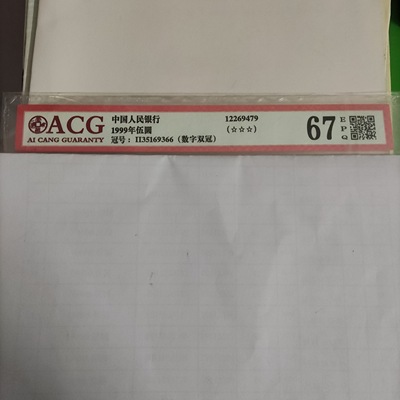 ACG
AI CANG GUARANTY
中国人民银行
1999年伍圆
冠号：II35169366（数字双冠）
12269479
（☆☆☆）
67
EPQ